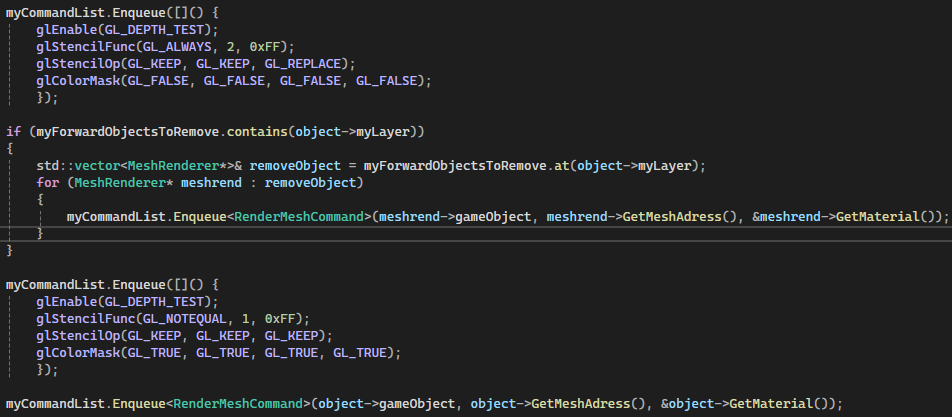 myCommandList.Enqueue([]() {
glEnable(GL_DEPTH_TEST);
glStencilFunc(GL_ALWAYS, 2, 0xFF);
glStencilOp(GL_KEEP, GL_KEEP, GL_REPLACE);
glColorMask(GL_FALSE, GL_FALSE, GL_FALSE, GL_FALSE);
});
if (myForwardObjectsToRemove.contains(object->myLayer))
{
std::vector<MeshRenderer*>& removeObject = myForwardObjectsToRemove.at(object->myLayer);
for (MeshRenderer* meshrend : removeObject)
{
myCommandList.Enqueue<RenderMeshCommand>(meshrend->gameObject, meshrend->GetMeshAdress(), &meshrend->GetMaterial());
}
}
myCommandList.Enqueue([]() {
glEnable(GL_DEPTH_TEST);
glStencilFunc(GL_NOTEQUAL, 1, 0xFF);
glStencilOp(GL_KEEP, GL_KEEP, GL_KEEP);
glColorMask(GL_TRUE, GL_TRUE, GL_TRUE, GL_TRUE);
});
myCommandList.Enqueue<RenderMeshCommand>(object->gameObject, object->GetMeshAdress(), &object->GetMaterial());